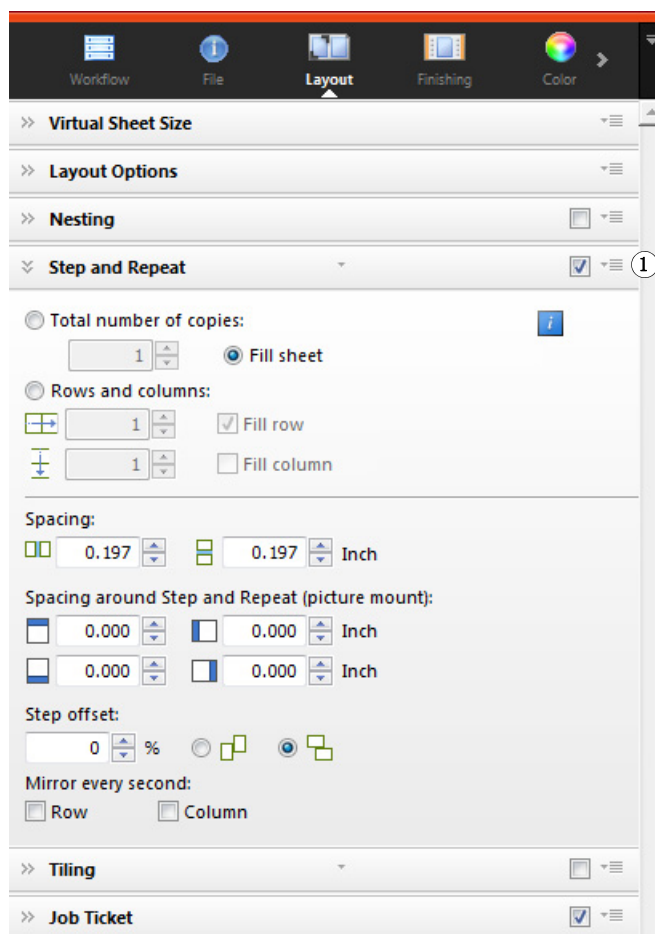 Workflow File Layout Finishing Color
Virtual Sheet Size
Layout Options
Nesting
Step and Repeat ①
Total number of copies: i
1 Fill sheet
Rows and columns:
1 Fill row
1 Fill column
Spacing:
0.197 0.197 Inch
Spacing around Step and Repeat (picture mount):
0.000 0.000 Inch
0.000 0.000 Inch
Step offset:
0 %
Mirror every second:
Row Column
Tiling
Job Ticket